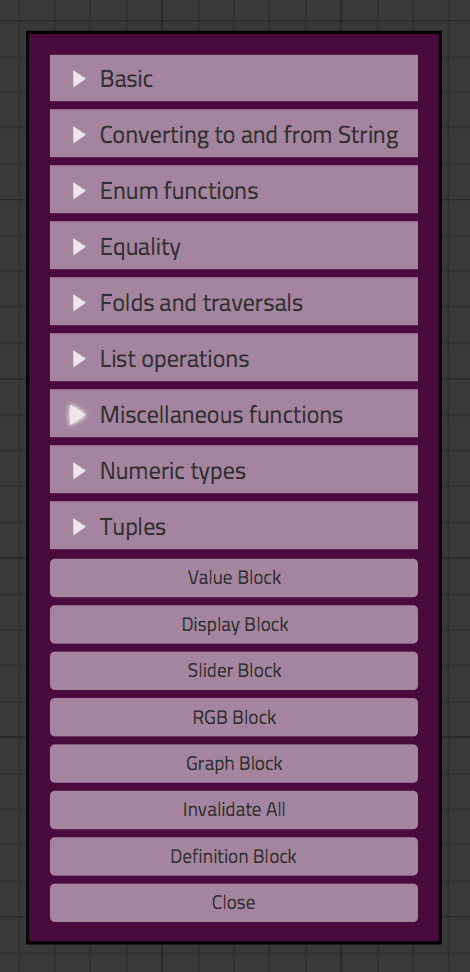 Basic
Converting to and from String
Enum functions
Equality
Folds and traversals
List operations
Miscellaneous functions
Numeric types
Tuples
Value Block
Display Block
Slider Block
RGB Block
Graph Block
Invalidate All
Definition Block
Close